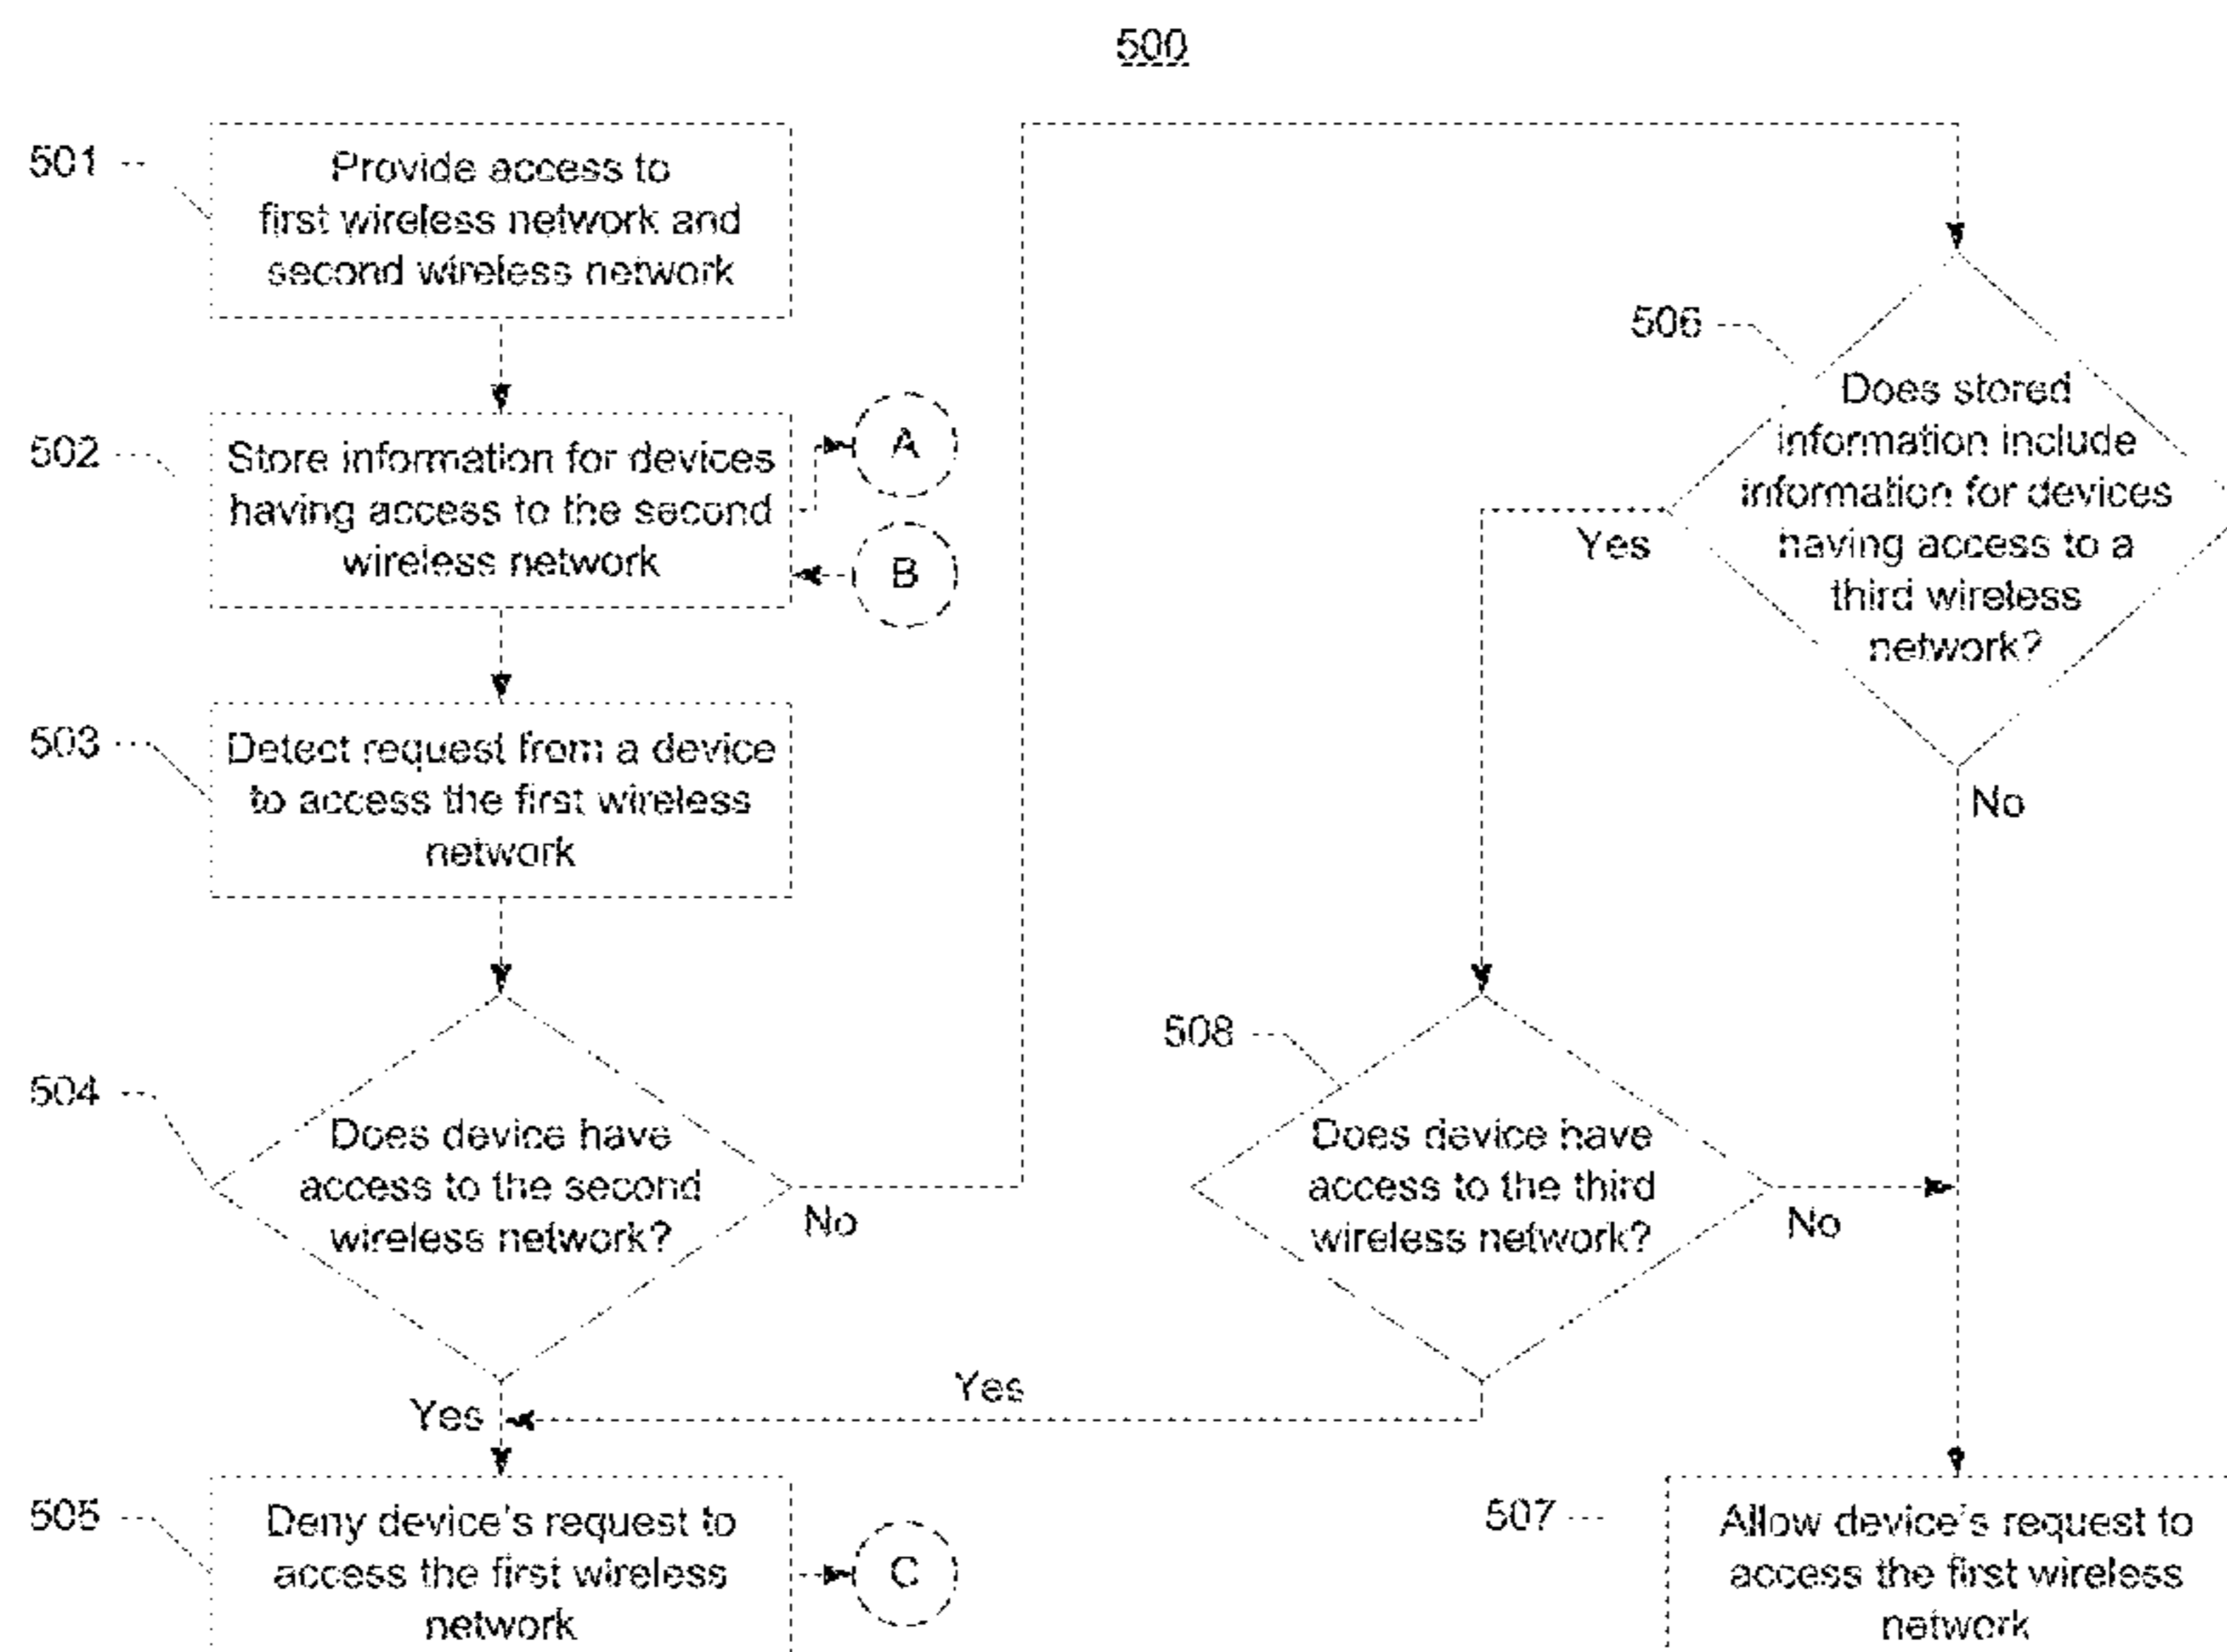 500
501
Provide access to
first wireless network and
second wireless network
502
Store information for devices
having access to the second
wireless network
A
B
503
Detect request from a device
to access the first wireless
network
504
Does device have
access to the second
wireless network?
No
Yes
505
Deny device's request to
access the first wireless
network
C
506
Does stored
information include
information for devices
having access to a
third wireless
network?
Yes
No
508
Does device have
access to the third
wireless network?
No
Yes
507
Allow device's request to
access the first wireless
network